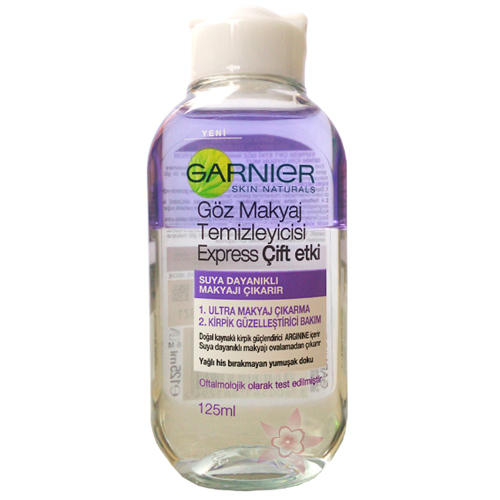 YENİ
GARNIER
SKIN NATURALS
Göz Makyaj
Temizleyicisi
Express Çift etki
SUYA DAYANIKLI
MAKYAJI ÇIKARIR
1. ULTRA MAKYAJ ÇIKARMA
2. KİRPİK GÜZELLEŞTİRİCİ BAKIM
Doğal kaynaklı kirpik güçlendirici ARGININE içerir
Suya dayanıklı makyajı ovalamadan çıkarır
Yağlı his bırakmayan yumuşak doku
Oftalmolojik olarak test edilmiştir
125ml